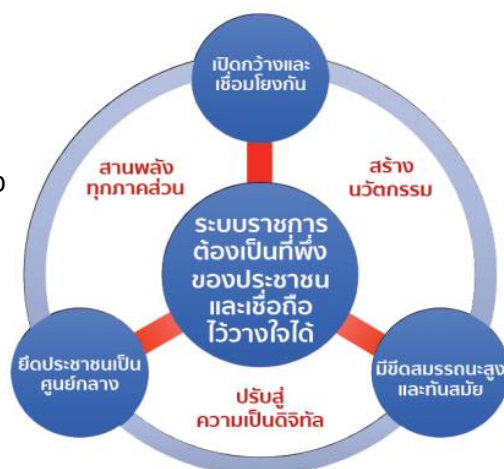 เปิดกว้างและ
เชื่อมโยงกัน
สานพลัง
ทุกภาคส่วน
สร้าง
นวัตกรรม
ระบบราชการ
ต้องเป็นที่พึ่ง
ของประชาชน
และเชื่อถือ
ไว้วางใจได้
ยึดประชาชนเป็น
ศูนย์กลาง
มีขีดสมรรถนะสูง
และทันสมัย
ปรับสู่
ความเป็นดิจิทัล